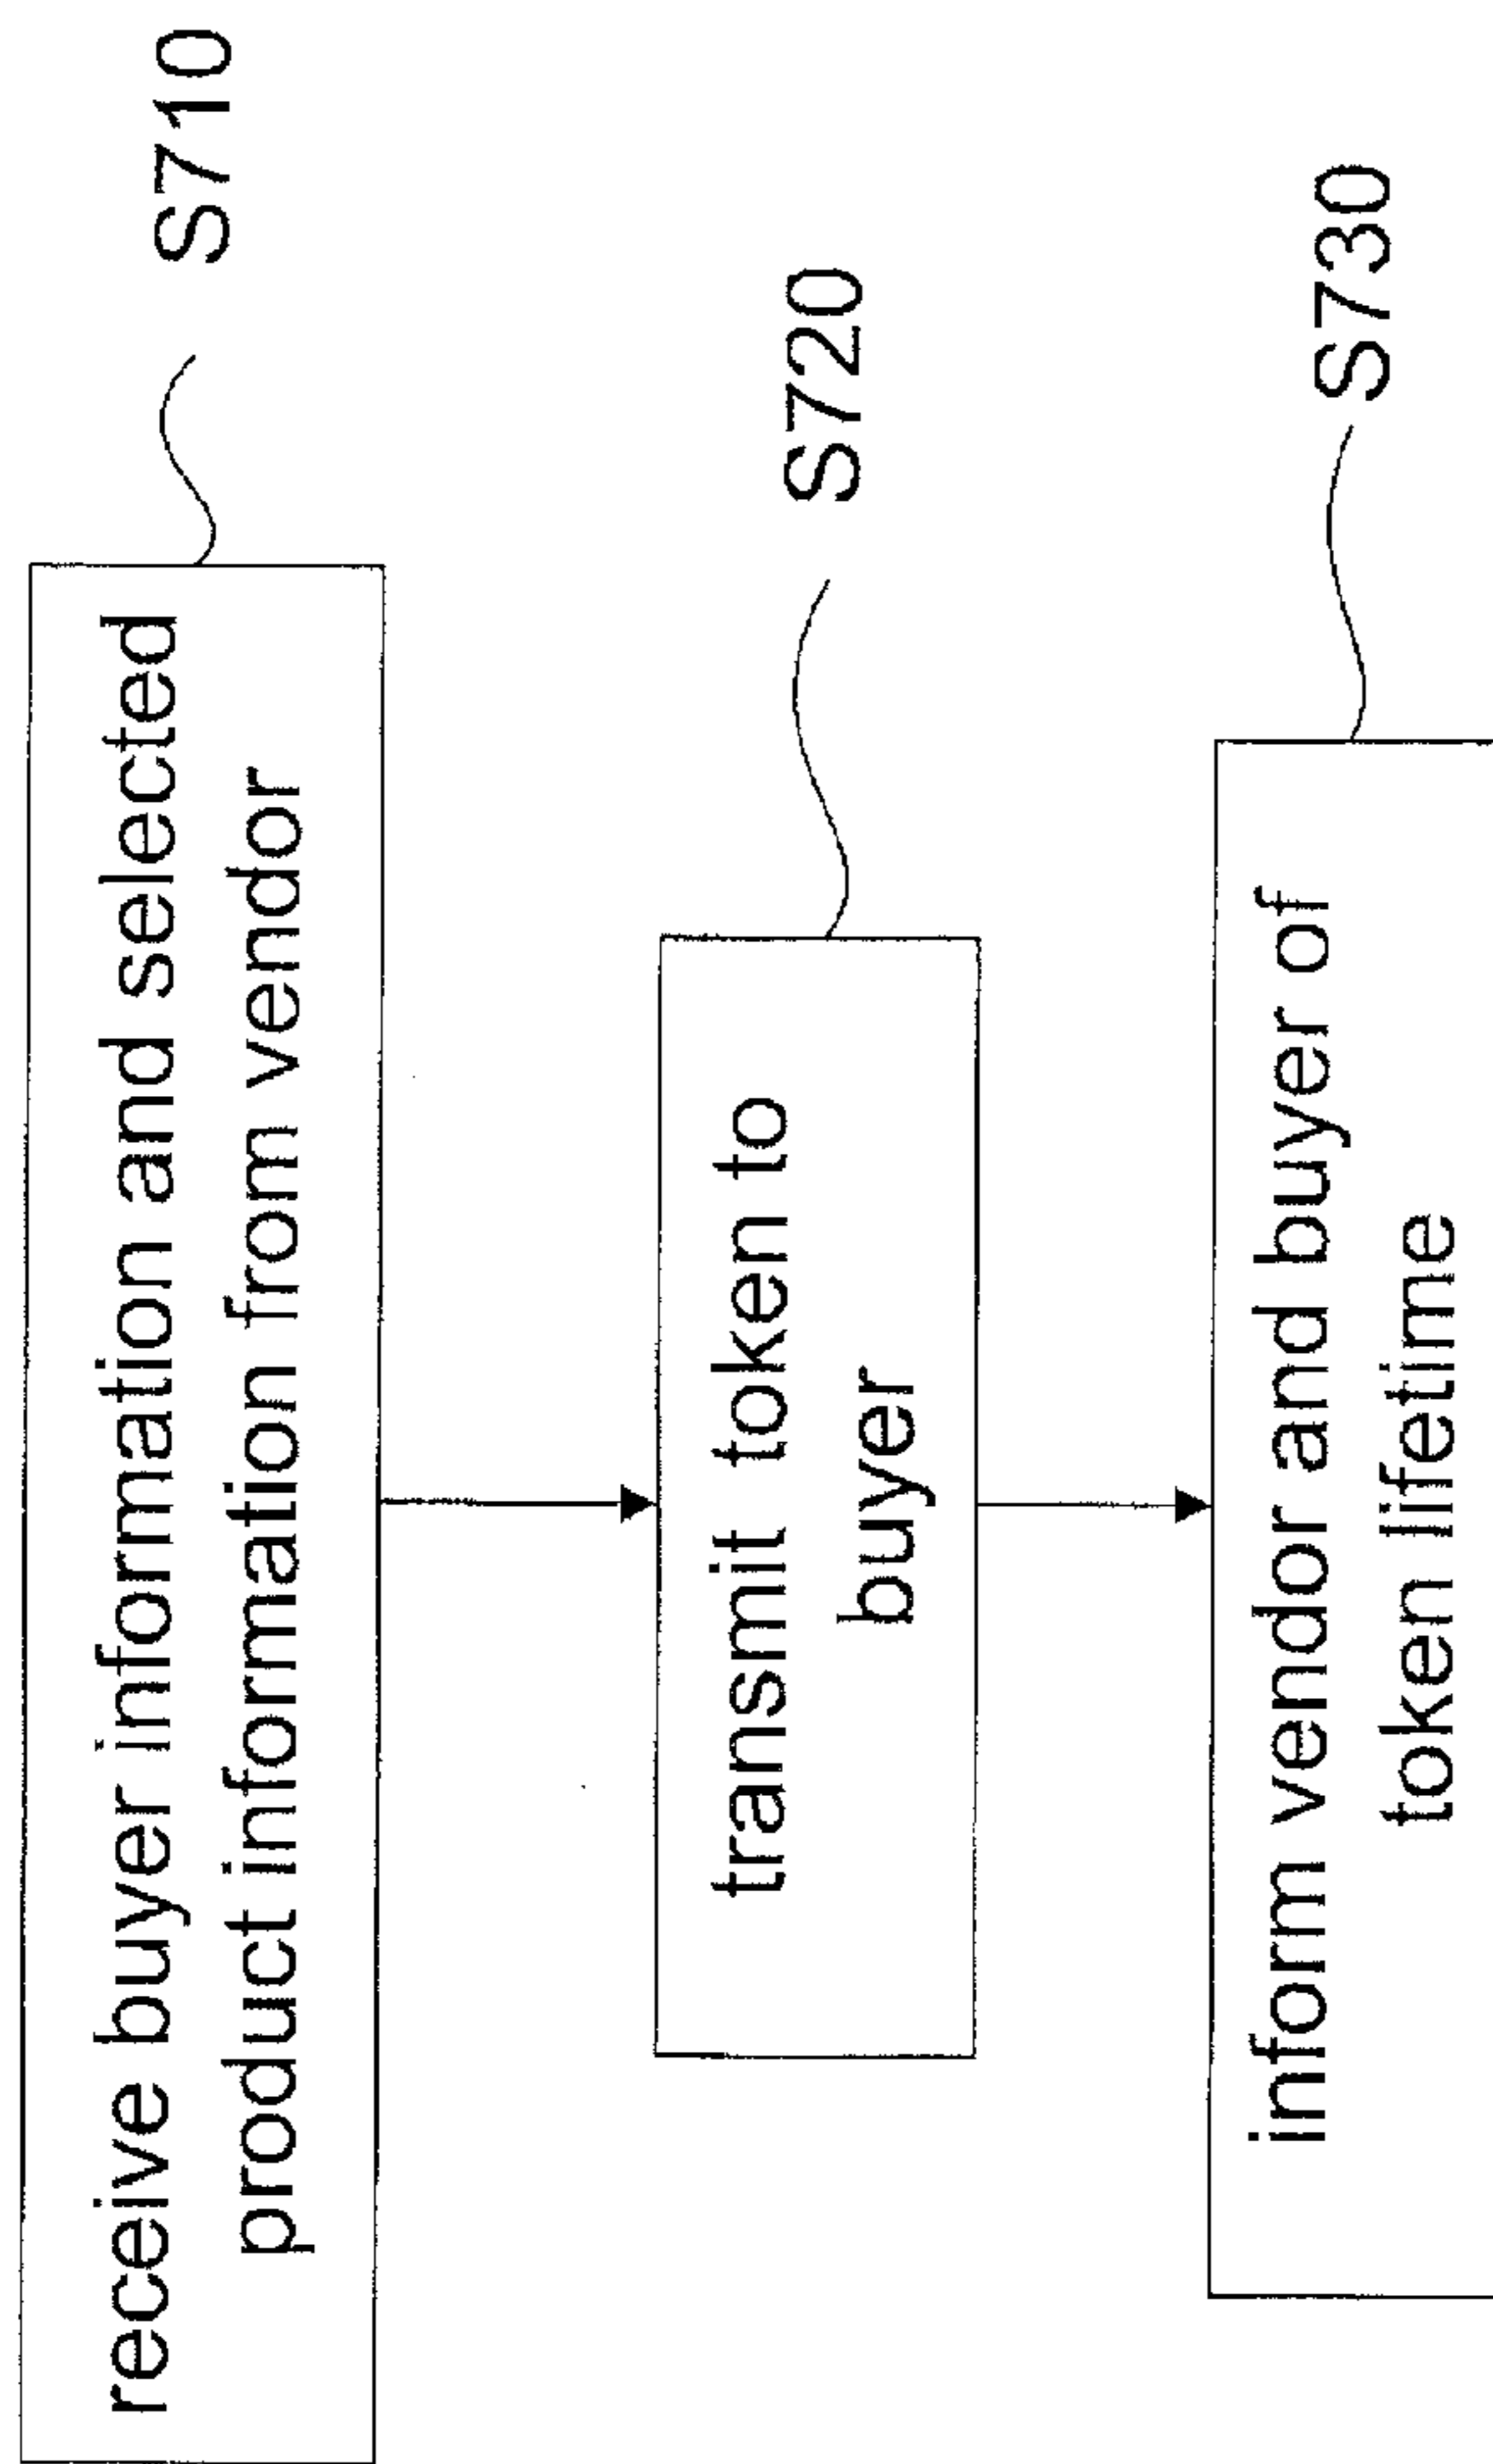 receive buyer information and selected
product information from vendor
S710
transmit token to
buyer
S720
inform vendor and buyer of
token lifetime
S730